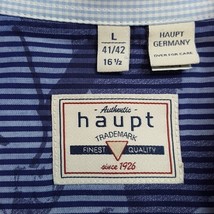 L
41/42
16 ½
HAUPT
GERMANY
- Authentic -
haupt
TRADEMARK
FINEST QUALITY
since 1926